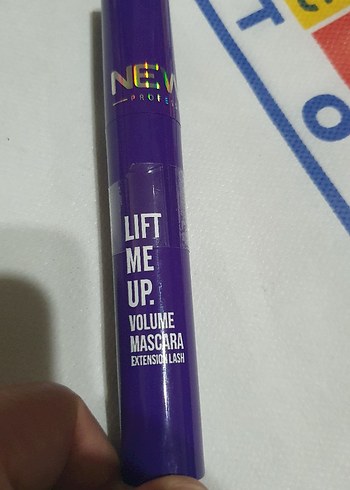 NEW
LIFT
ME
UP.
VOLUME
MASCARA
EXTENSION LASH
T
O